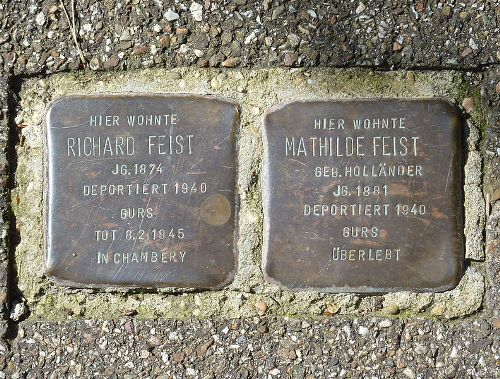 HIER WOHNTE
RICHARD FEIST
JG. 1874
DEPORTIERT 1940
GURS
TOT 8.2.1945
IN CHAMBERY
HIER WOHNTE
MATHILDE FEIST
GEB. HOLLÄNDER
JG. 1881
DEPORTIERT 1940
GURS
ÜBERLEBT